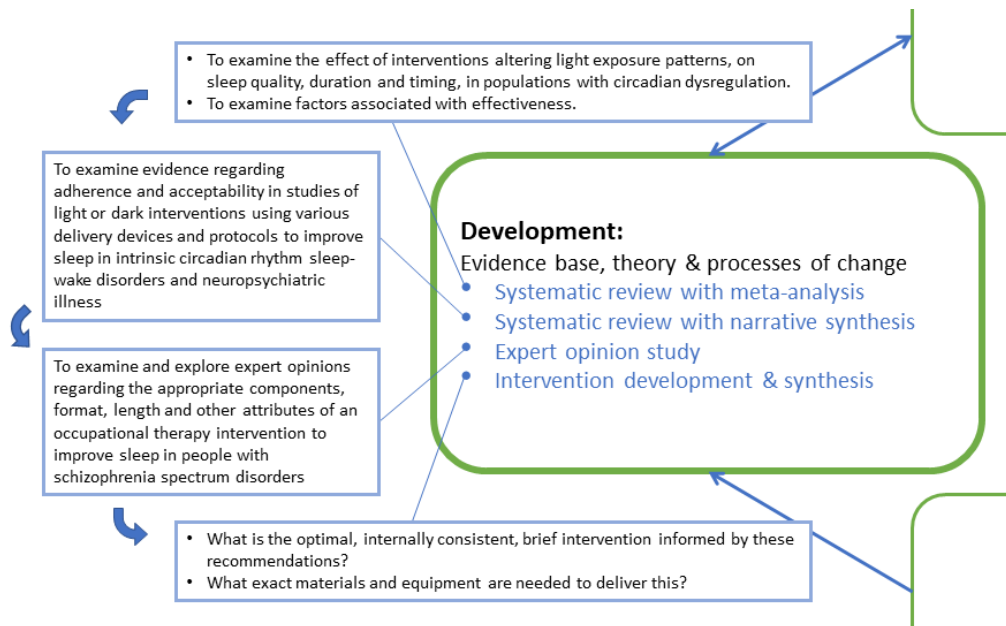 • To examine the effect of interventions altering light exposure patterns, on
sleep quality, duration and timing, in populations with circadian dysregulation.
• To examine factors associated with effectiveness.
To examine evidence regarding
adherence and acceptability in studies of
light or dark interventions using various
delivery devices and protocols to improve
sleep in intrinsic circadian rhythm sleep-
wake disorders and neuropsychiatric
illness
To examine and explore expert opinions
regarding the appropriate components,
format, length and other attributes of an
occupational therapy intervention to
improve sleep in people with
schizophrenia spectrum disorders
• What is the optimal, internally consistent, brief intervention informed by these
recommendations?
• What exact materials and equipment are needed to deliver this?
Development:
Evidence base, theory & processes of change
• Systematic review with meta-analysis
• Systematic review with narrative synthesis
• Expert opinion study
• Intervention development & synthesis